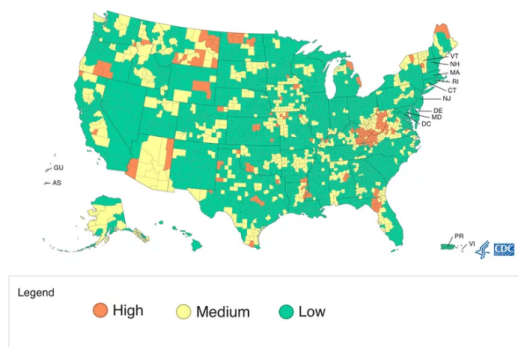 VT
NH
MA
RI
CT
NJ
DE
MD
DC
GU
AS
PR
VI
CDC
Legend
High
Medium
Low